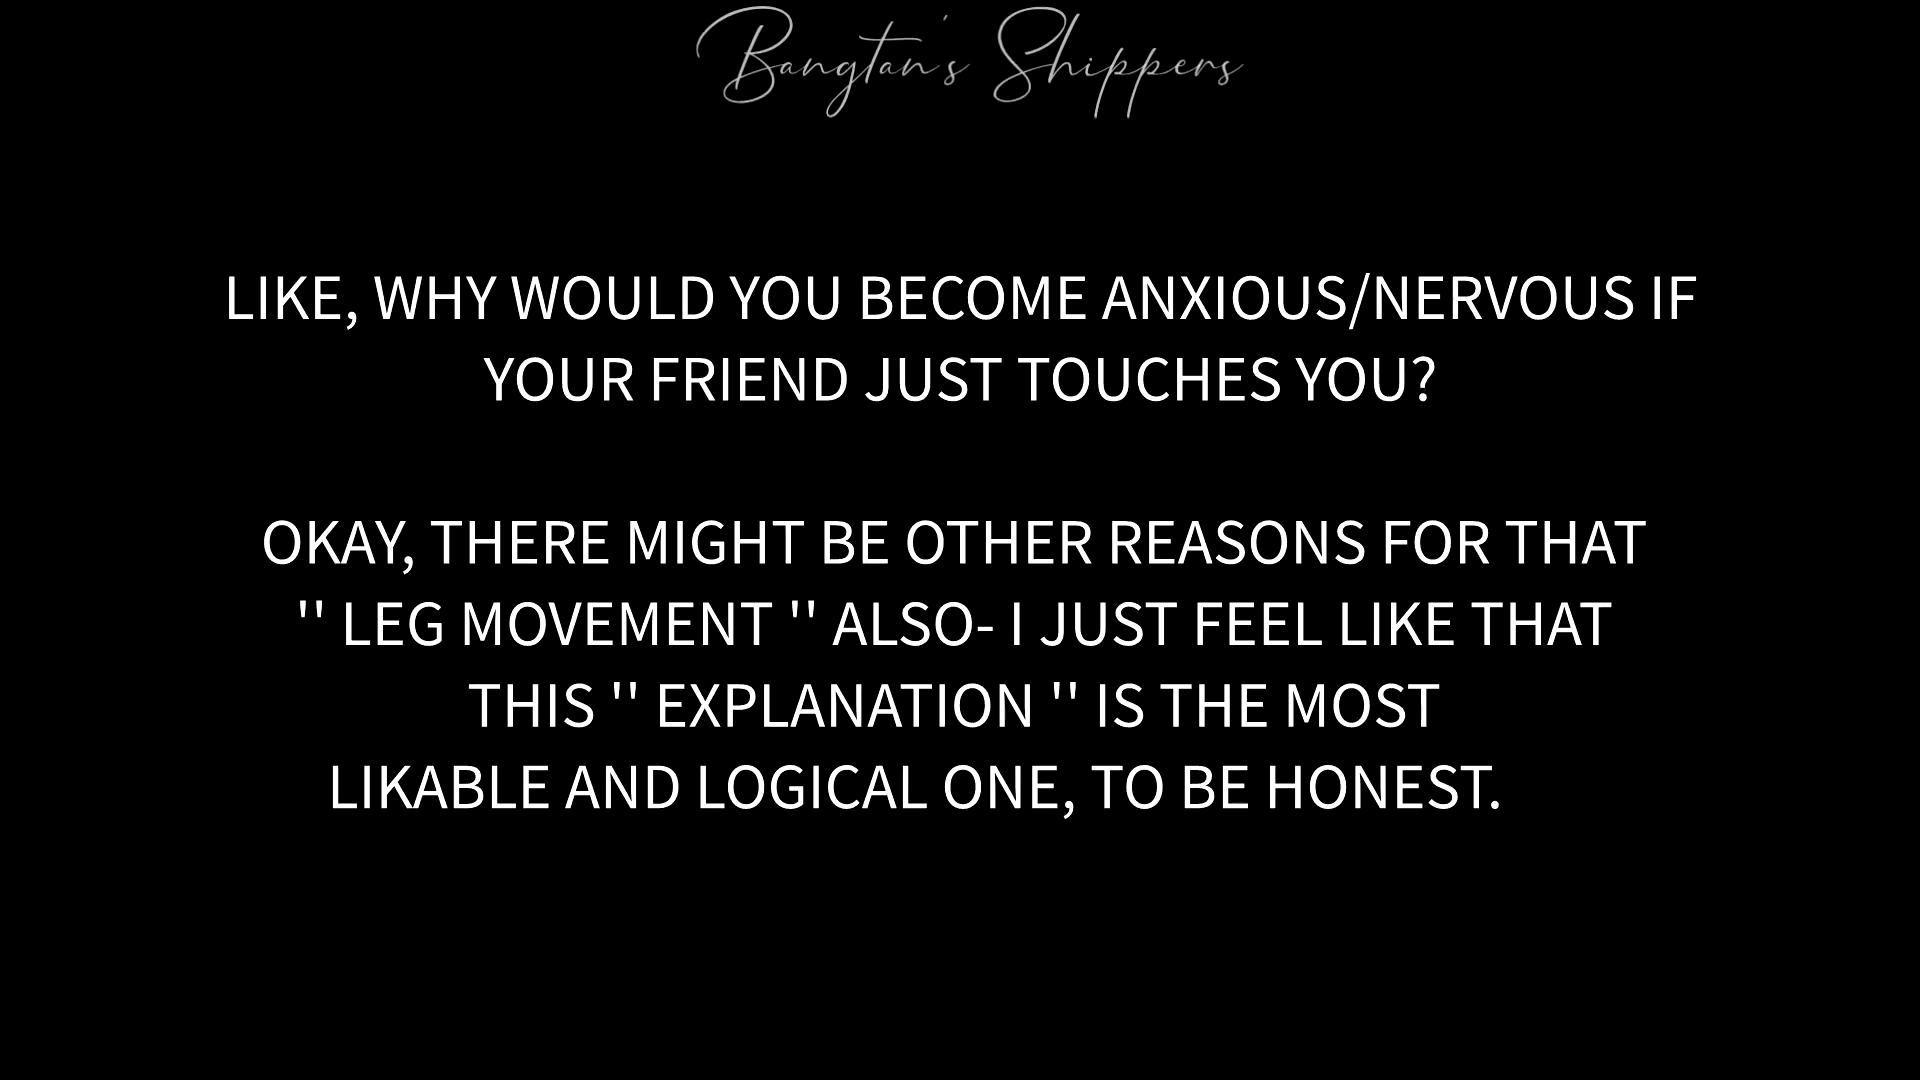 Bangtan's Shippers
LIKE, WHY WOULD YOU BECOME ANXIOUS/NERVOUS IF
YOUR FRIEND JUST TOUCHES YOU?
OKAY, THERE MIGHT BE OTHER REASONS FOR THAT
'' LEG MOVEMENT '' ALSO- I JUST FEEL LIKE THAT
THIS '' EXPLANATION '' IS THE MOST
LIKABLE AND LOGICAL ONE, TO BE HONEST.